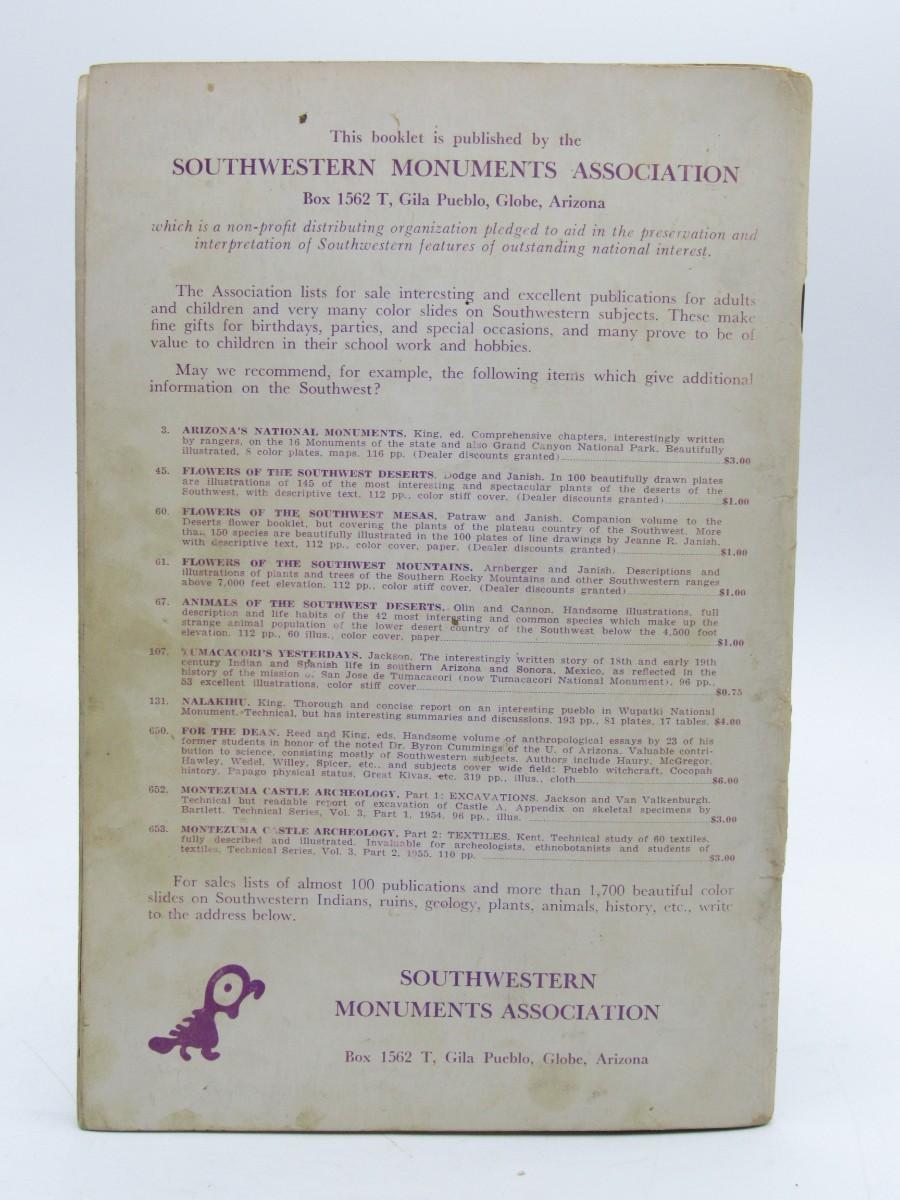 This booklet is published by the
SOUTHWESTERN MONUMENTS ASSOCIATION
Box 1562 T, Gila Pueblo, Globe, Arizona
which is a non-profit distributing organization pledged to aid in the preservation and
interpretation of Southwestern features of outstanding national interest.
The Association lists for sale interesting and excellent publications for adults
and children and very many color slides on Southwestern subjects. These make
fine gifts for birthdays, parties, and special occasions, and many prove to be of
value to children in their school work and hobbies.
May we recommend, for example, the following items which give additional
information on the Southwest?
3. ARIZONA'S NATIONAL MONUMENTS. King, ed. Comprehensive chapters, interestingly written
by rangers, on the 16 Monuments of the state and also Grand Canyon National Park. Beautifully
illustrated, 8 color plates, maps. 116 pp. (Dealer discounts granted) $3.00
45. FLOWERS OF THE SOUTHWEST DESERTS. Dodge and Janish. In 100 beautifully drawn plates
are illustrations of 145 of the most interesting and spectacular plants of the deserts of the
Southwest, with descriptive text. 112 pp., color stiff cover. (Dealer discounts granted) $1.00
60. FLOWERS OF THE SOUTHWEST MESAS. Patraw and Janish. Companion volume to the
Deserts flower booklet, but covering the plants of the plateau country of the Southwest. More
than 150 species are beautifully illustrated in the 100 plates of line drawings by Jeanne R. Janish,
with descriptive text. 112 pp., color cover, paper. (Dealer discounts granted) $1.00
61. FLOWERS OF THE SOUTHWEST MOUNTAINS. Arnberger and Janish. Descriptions and
illustrations of plants and trees of the Southern Rocky Mountains and other Southwestern ranges
above 7,000 feet elevation. 112 pp., color stiff cover. (Dealer discounts granted) $1.00
67. ANIMALS OF THE SOUTHWEST DESERTS. Olin and Cannon. Handsome illustrations, full
description and life habits of the 42 most interesting and common species which make up the
strange animal population of the lower desert country of the Southwest below the 4,500 foot
elevation. 112 pp., 60 illus., color cover, paper $1.00
107. TUMACACORI'S YESTERDAYS. Jackson. The interestingly written story of 18th and early 19th
century Indian and Spanish life in southern Arizona and Sonora, Mexico, as reflected in the
history of the mission of San Jose de Tumacacori (now Tumacacori National Monument). 96 pp.,
53 excellent illustrations, color stiff cover $0.75
131. NALAKIHU. King. Thorough and concise report on an interesting pueblo in Wupatki National
Monument. Technical, but has interesting summaries and discussions. 193 pp., 81 plates, 17 tables. $4.00
650. FOR THE DEAN. Reed and King, eds. Handsome volume of anthropological essays by 23 of his
former students in honor of the noted Dr. Byron Cummings of the U. of Arizona. Valuable contri-
bution to science, consisting mostly of Southwestern subjects. Authors include Haury, McGregor,
Hawley, Wedel, Willey, Spicer, etc., and subjects cover wide field: Pueblo witchcraft, Cocopah
history, Papago physical status, Great Kivas, etc. 319 pp., illus., cloth $6.00
652. MONTEZUMA CASTLE ARCHEOLOGY, Part 1: EXCAVATIONS. Jackson and Van Valkenburgh.
Technical but readable report of excavation of Castle A. Appendix on skeletal specimens by
Bartlett. Technical Series, Vol. 3, Part 1, 1954. 96 pp., illus. $3.00
653. MONTEZUMA CASTLE ARCHEOLOGY, Part 2: TEXTILES. Kent. Technical study of 60 textiles,
fully described and illustrated. Invaluable for archeologists, ethnobotanists and students of
textiles. Technical Series, Vol. 3, Part 2, 1955. 110 pp. $3.00
For sales lists of almost 100 publications and more than 1,700 beautiful color
slides on Southwestern Indians, ruins, geology, plants, animals, history, etc., write
to the address below.
SOUTHWESTERN
MONUMENTS ASSOCIATION
Box 1562 T, Gila Pueblo, Globe, Arizona